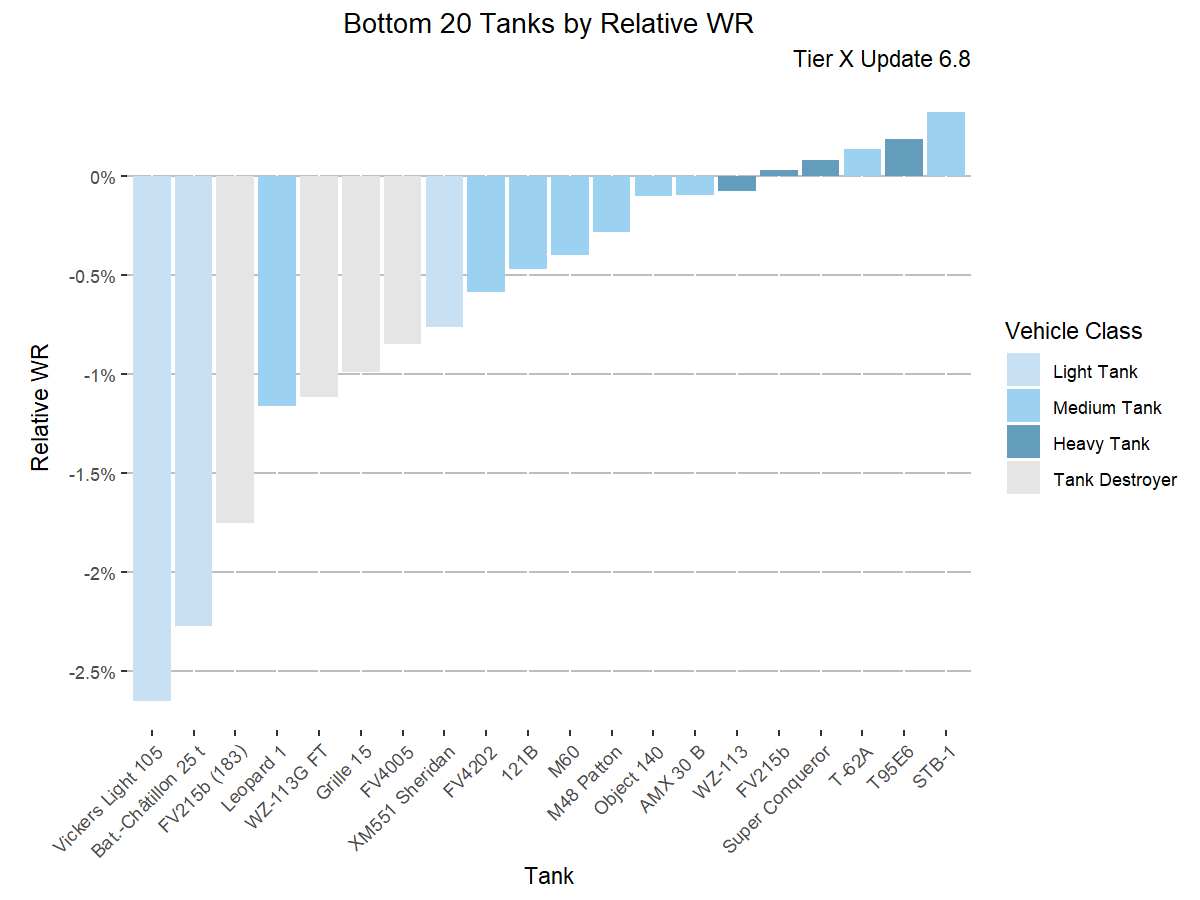 Bottom 20 Tanks by Relative WR
Tier X Update 6.8
0%
-0.5%
-1%
-1.5%
-2%
-2.5%
Relative WR
Vickers Light 105
Bat.-Châtillon 25 t
FV215b (183)
Leopard 1
WZ-113G FT
Grille 15
FV4005
XM551 Sheridan
FV4202
121B
M60
M48 Patton
Object 140
AMX 30 B
WZ-113
FV215b
Super Conqueror
T-62A
T95E6
STB-1
Tank
Vehicle Class
Light Tank
Medium Tank
Heavy Tank
Tank Destroyer